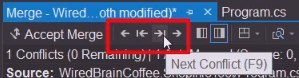 Merge - Wired...oth modified)*
Program.cs
Accept Merge
1 Conflicts (0 Remaining)
Next Conflict (F9)
Source: WiredBrainCoffee.